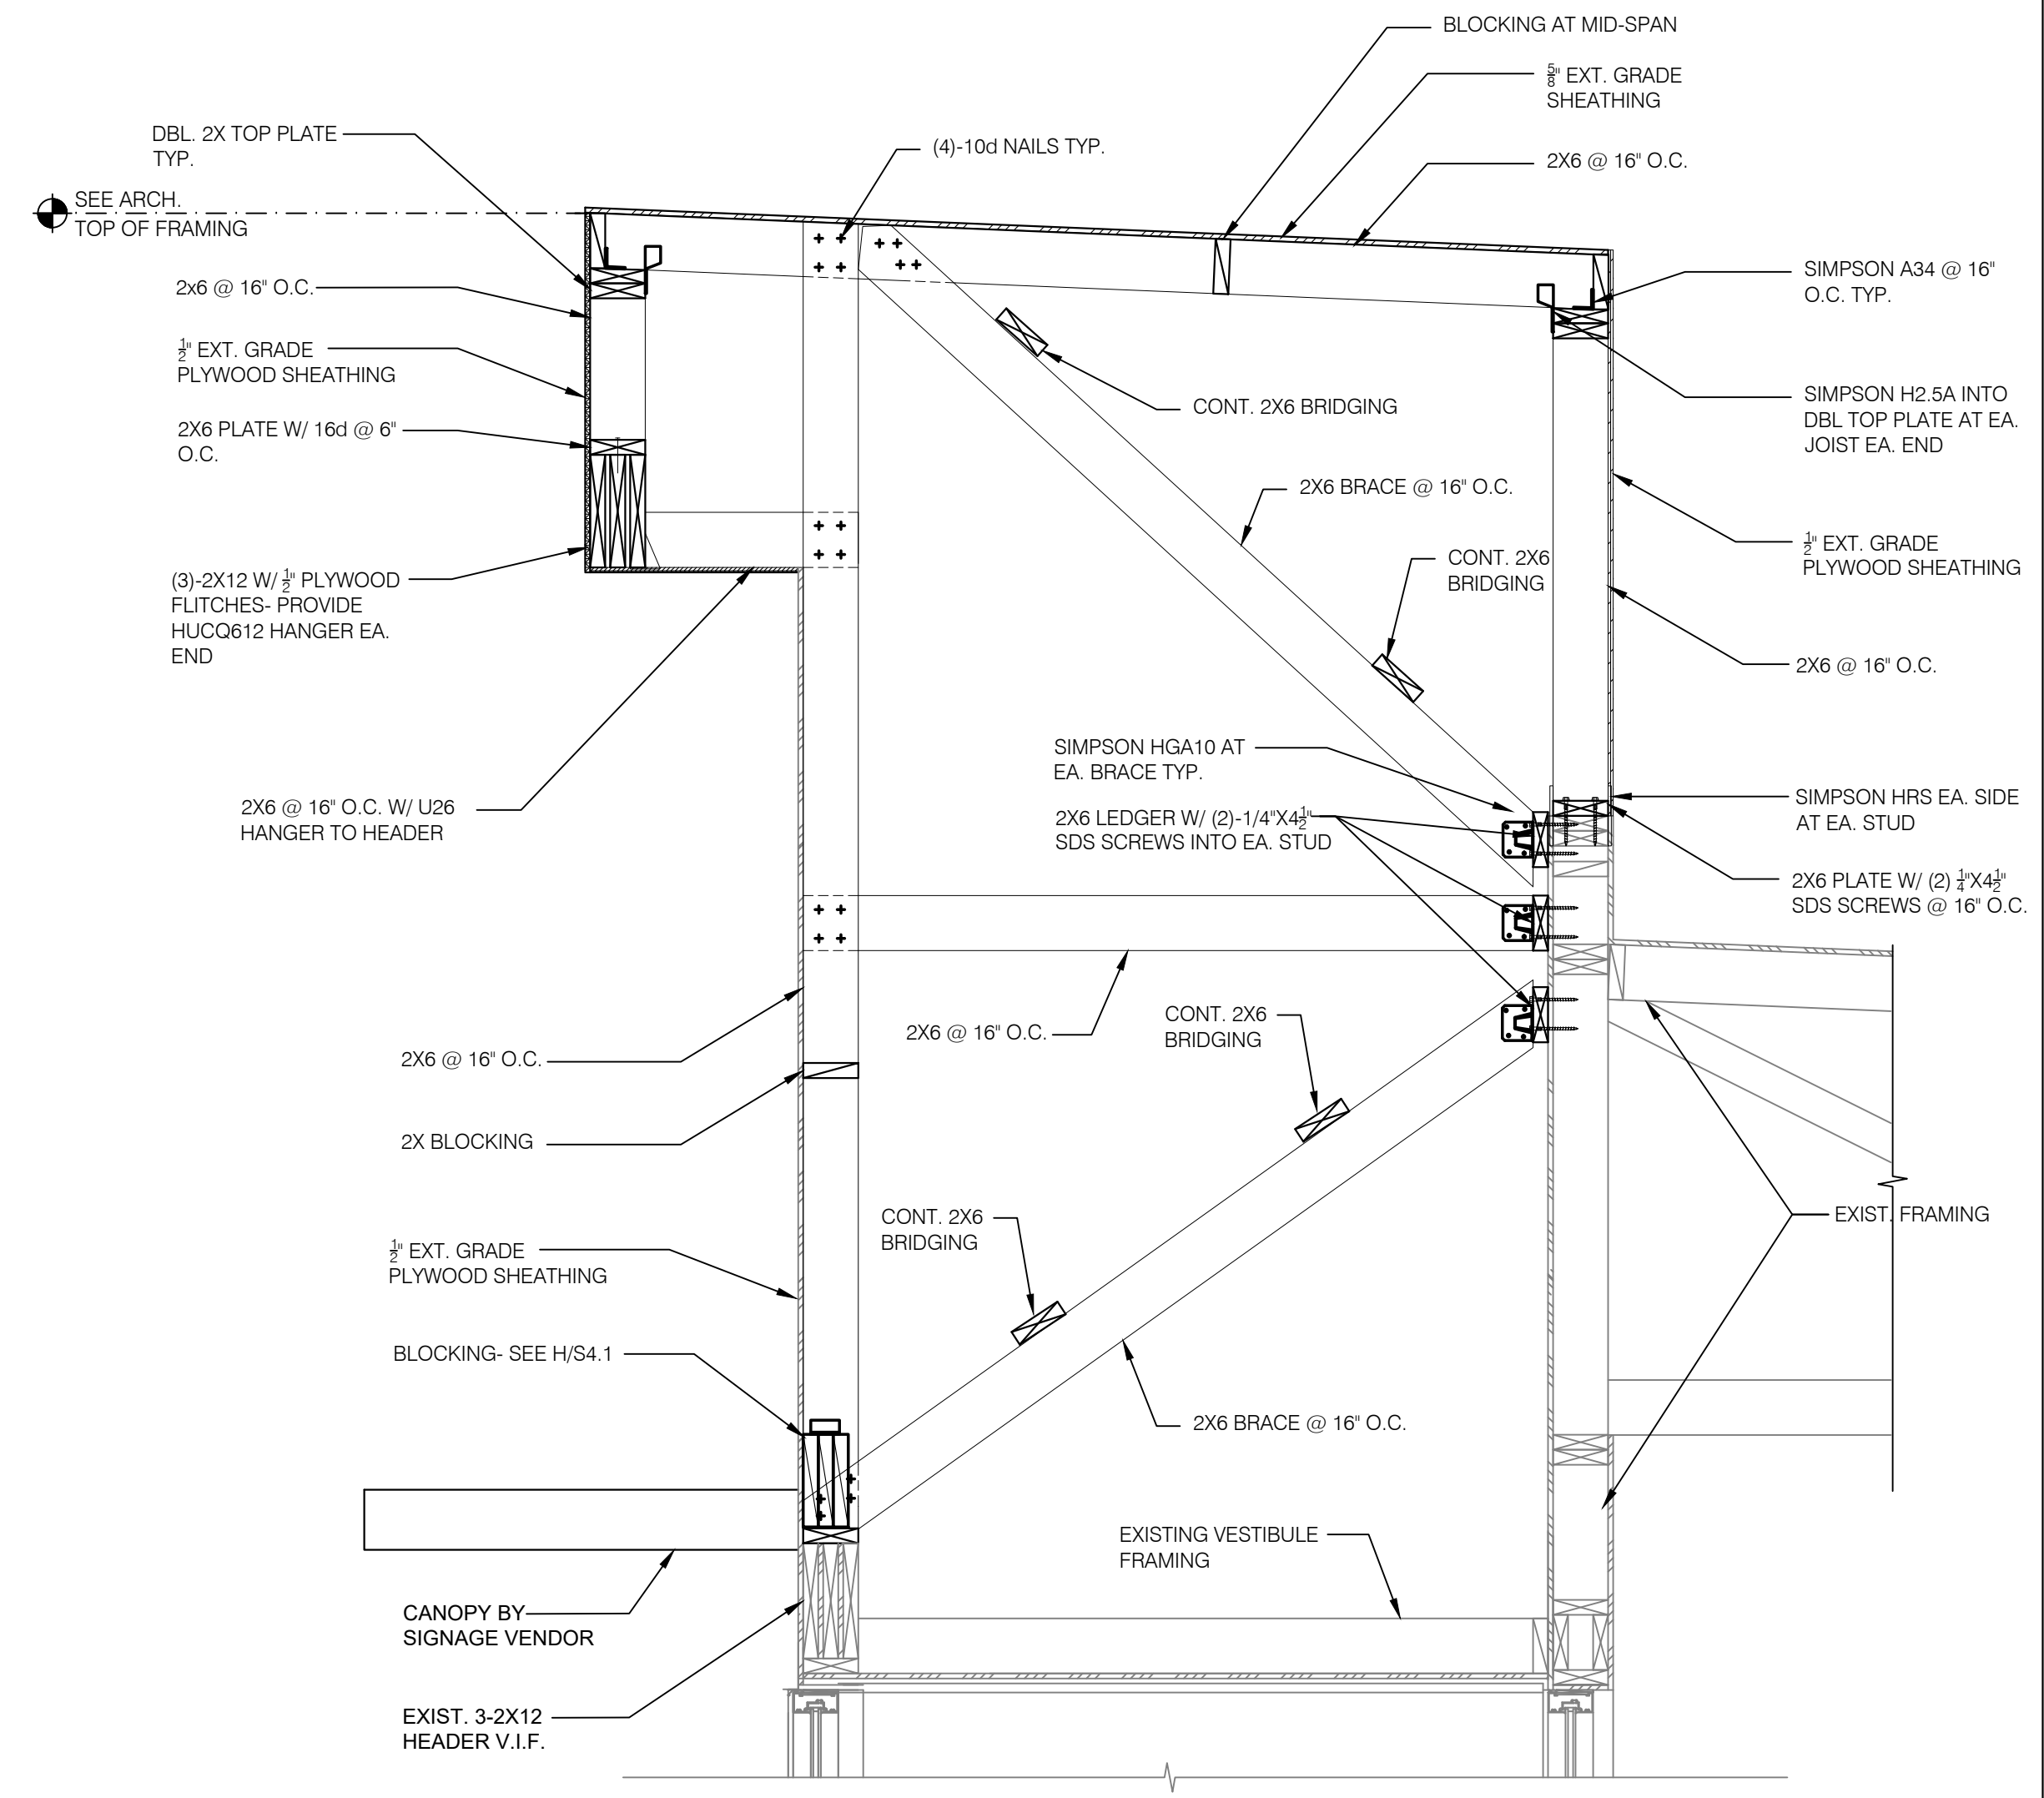 BLOCKING AT MID-SPAN
5/8" EXT. GRADE
SHEATHING
DBL. 2X TOP PLATE
TYP.
(4)-10d NAILS TYP.
2X6 @ 16" O.C.
SEE ARCH.
TOP OF FRAMING
SIMPSON A34 @ 16"
O.C. TYP.
2x6 @ 16" O.C.
1/2" EXT. GRADE
PLYWOOD SHEATHING
SIMPSON H2.5A INTO
DBL TOP PLATE AT EA.
JOIST EA. END
CONT. 2X6 BRIDGING
2X6 PLATE W/ 16d @ 6"
O.C.
2X6 BRACE @ 16" O.C.
1/2" EXT. GRADE
PLYWOOD SHEATHING
CONT. 2X6
BRIDGING
(3)-2X12 W/ 1/2" PLYWOOD
FLITCHES- PROVIDE
HUCQ612 HANGER EA.
END
2X6 @ 16" O.C.
SIMPSON HGA10 AT
EA. BRACE TYP.
2X6 @ 16" O.C. W/ U26
HANGER TO HEADER
2X6 LEDGER W/ (2)-1/4"X4 1/2"
SDS SCREWS INTO EA. STUD
SIMPSON HRS EA. SIDE
AT EA. STUD
2X6 PLATE W/ (2) 1/4"X4 1/2"
SDS SCREWS @ 16" O.C.
2X6 @ 16" O.C.
CONT. 2X6
BRIDGING
2X6 @ 16" O.C.
2X BLOCKING
CONT. 2X6
BRIDGING
EXIST. FRAMING
1/2" EXT. GRADE
PLYWOOD SHEATHING
BLOCKING- SEE H/S4.1
2X6 BRACE @ 16" O.C.
EXISTING VESTIBULE
FRAMING
CANOPY BY
SIGNAGE VENDOR
EXIST. 3-2X12
HEADER V.I.F.